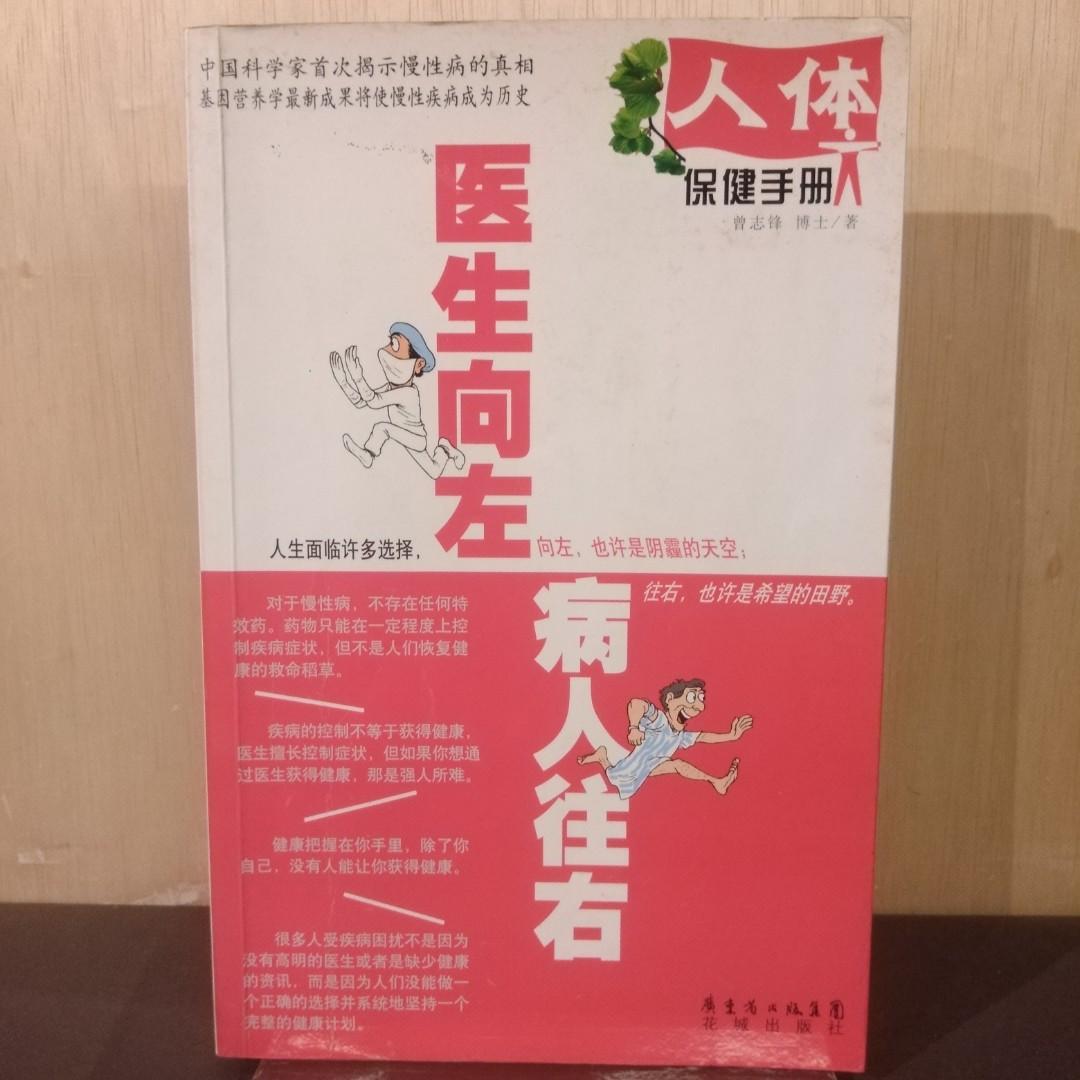 中国科学家首次揭示慢性病的真相
基因营养学最新成果将使慢性疾病成为历史
人体
保健手册
曾志锋 博士/著
医生向左
人生面临许多选择，
向左，也许是阴霾的天空；
往右，也许是希望的田野。
病人往右
对于慢性病，不存在任何特
效药。药物只能在一定程度上控
制疾病症状，但不是人们恢复健
康的救命稻草。
疾病的控制不等于获得健康，
医生擅长控制症状，但如果你想通
过医生获得健康，那是强人所难。
健康把握在你手里，除了你
自己，没有人能让你获得健康。
很多人受疾病困扰不是因为
没有高明的医生或者是缺少健康
的资讯，而是因为人们没能做一
个正确的选择并系统地坚持一个
完整的健康计划。
廣東省出版集團
花城出版社